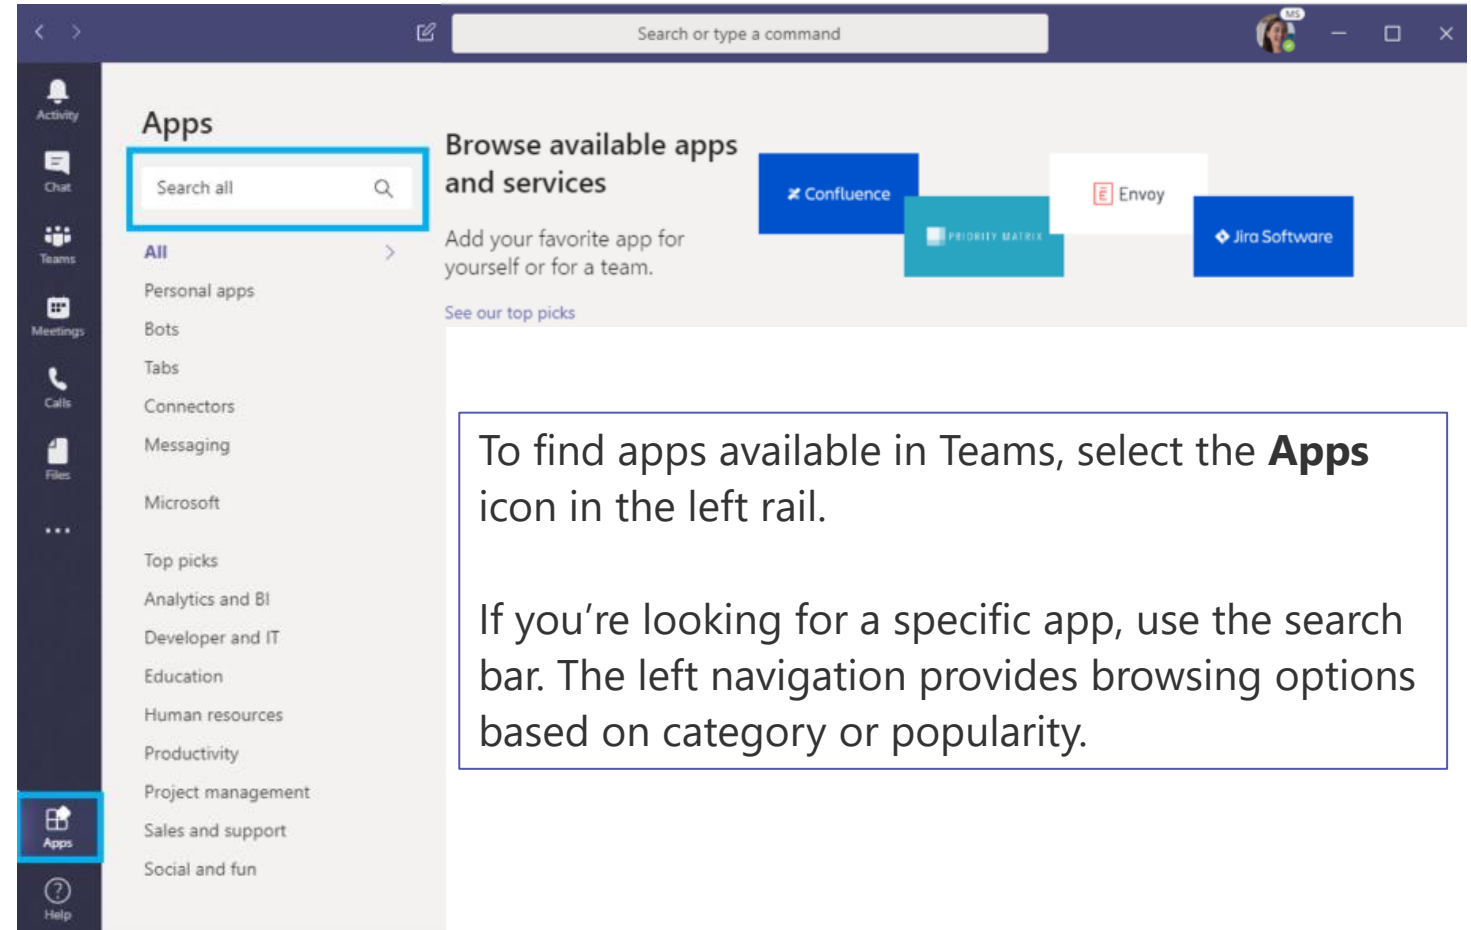 Search or type a command
MS
Activity
Chat
Teams
Meetings
Calls
Files
Apps
Help
Apps
Search all
All
Personal apps
Bots
Tabs
Connectors
Messaging
Microsoft
Top picks
Analytics and BI
Developer and IT
Education
Human resources
Productivity
Project management
Sales and support
Social and fun
Browse available apps
and services
Add your favorite app for
yourself or for a team.
See our top picks
Confluence
PRIORITY MATRIX
Envoy
Jira Software
To find apps available in Teams, select the Apps
icon in the left rail.
If you’re looking for a specific app, use the search
bar. The left navigation provides browsing options
based on category or popularity.